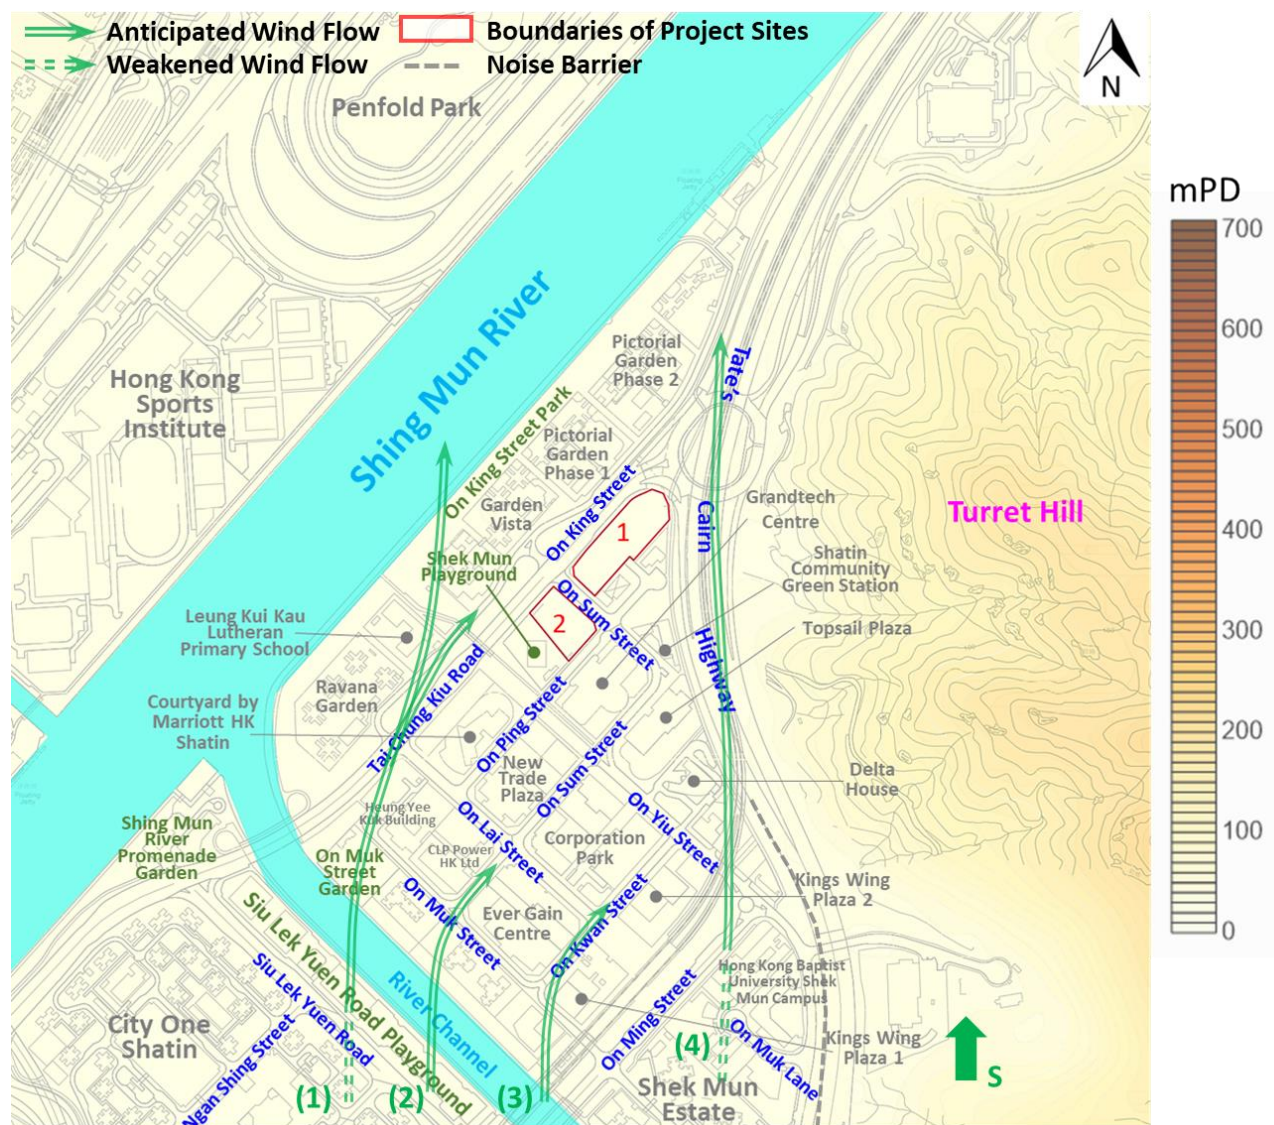 Anticipated Wind Flow
Boundaries of Project Sites
Weakened Wind Flow
Noise Barrier
N
Penfold Park
mPD
700
600
500
400
300
200
100
0
Shing Mun River
Hong Kong
Sports
Institute
Pictorial
Garden
Phase 2
Tate's
Cairn
Highway
On King Street Park
Pictorial
Garden
Phase 1
On King Street
Garden
Vista
Grandtech
Centre
Turret Hill
1
2
Shek Mun
Playground
Shatin
Community
Green Station
On Sum Street
Topsail Plaza
Leung Kui Kau
Lutheran
Primary School
Ravana
Garden
Courtyard by
Marriott HK
Shatin
Tai Chung Kiu Road
On Ping Street
On Sum Street
New
Trade
Plaza
Delta
House
Heung Yee
Kuk Building
On Lai Street
On Yiu Street
Corporation
Park
CLP Power
HK Ltd
Shing Mun
River
Promenade
Garden
On Muk
Street
Garden
On Muk Street
Ever Gain
Centre
On Kwan Street
Kings Wing
Plaza 2
Siu Lek Yuen Road Playground
Siu Lek Yuen Road
River Channel
Hong Kong Baptist
University Shek
Mun Campus
City One
Shatin
Ngan Shing Street
On Ming Street
On Muk Lane
Kings Wing
Plaza 1
Shek Mun
Estate
(1)
(2)
(3)
(4)
S